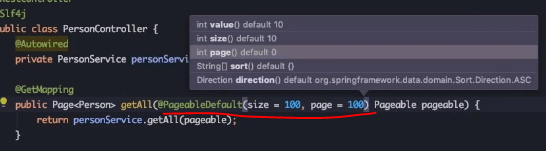 Slf4j
public class PersonController {
@Autowired
private PersonService personServi
int value() default 10
int size() default 10
int page() default 0
String[] sort() default {}
Direction direction() default org.springframework.data.domain.Sort.Direction.ASC
@GetMapping
public Page<Person> getAll(@PageableDefault(size = 100, page = 100) Pageable pageable) {
return personService.getAll(pageable);
}